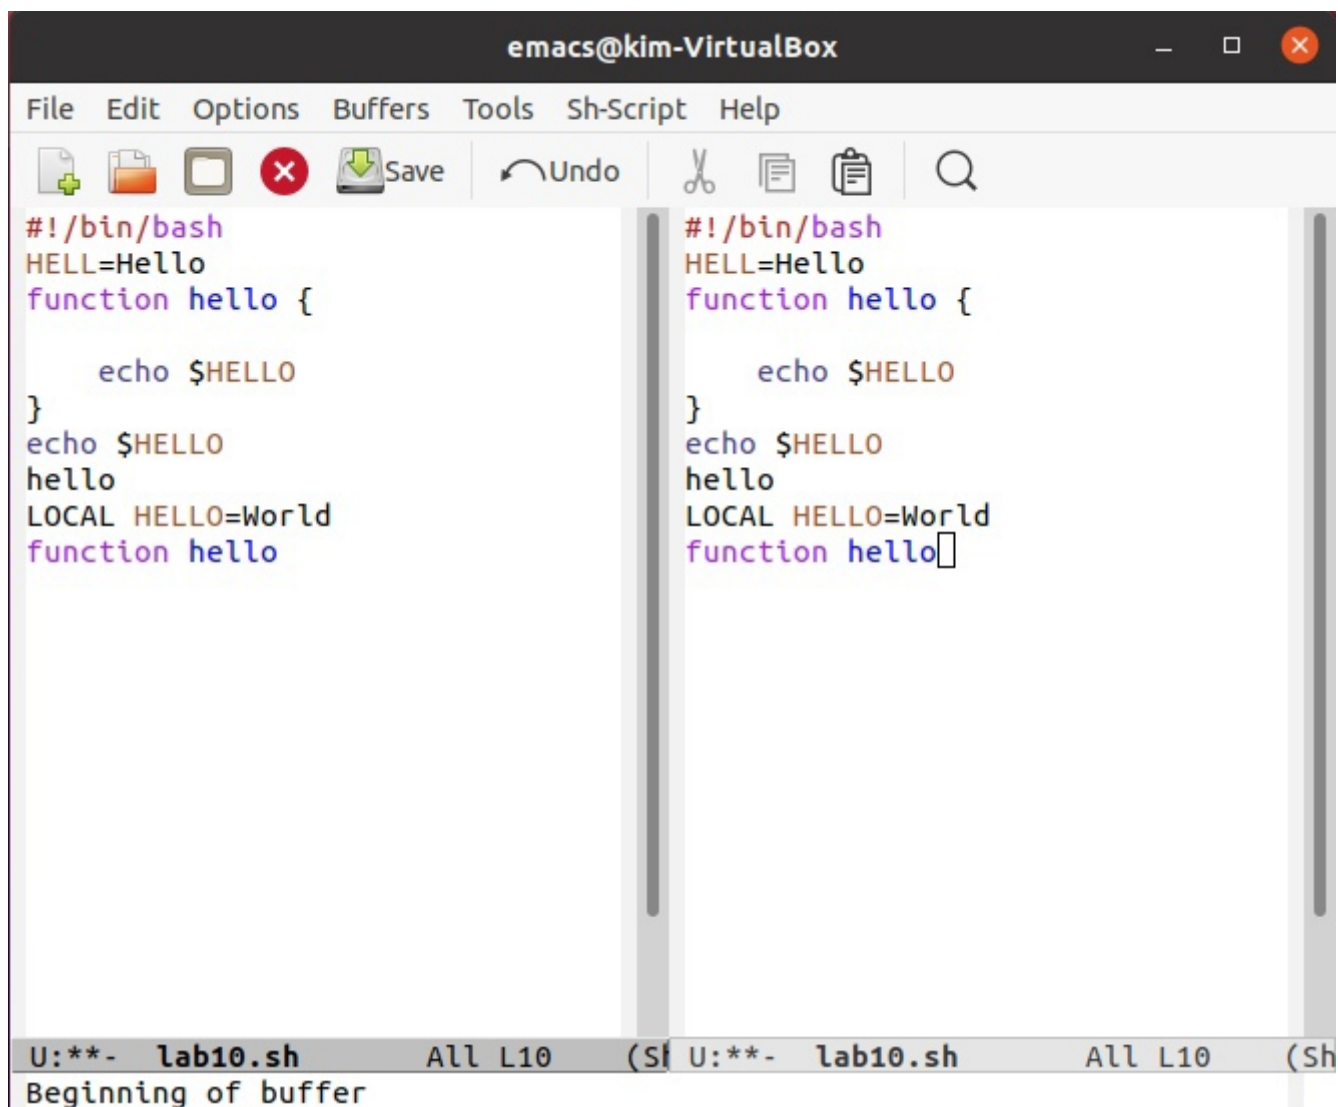 emacs@kim-VirtualBox
File Edit Options Buffers Tools Sh-Script Help
Save Undo
#!/bin/bash
HELL=Hello
function hello {
    echo $HELLO
}
echo $HELLO
hello
LOCAL HELLO=World
function hello
#!/bin/bash
HELL=Hello
function hello {
    echo $HELLO
}
echo $HELLO
hello
LOCAL HELLO=World
function hello
U:**-  lab10.sh       All L10    (Sh
U:**-  lab10.sh       All L10    (Sh
Beginning of buffer